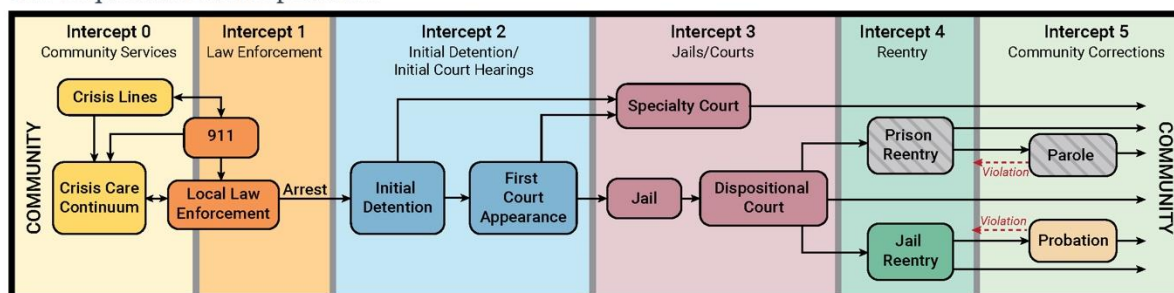 Intercept 0
Community Services
Intercept 1
Law Enforcement
Intercept 2
Initial Detention/
Initial Court Hearings
Intercept 3
Jails/Courts
Intercept 4
Reentry
Intercept 5
Community Corrections
COMMUNITY
Crisis Lines
911
Crisis Care
Continuum
Local Law
Enforcement
Arrest
Initial
Detention
First
Court
Appearance
Specialty Court
Jail
Dispositional
Court
Prison
Reentry
Parole
Violation
Jail
Reentry
Probation
Violation
COMMUNITY